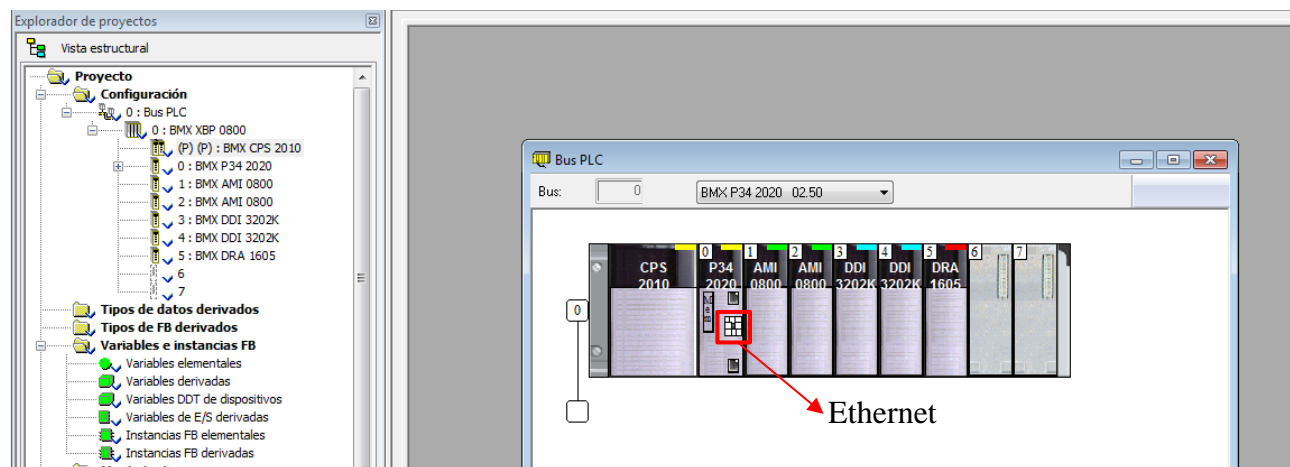 Explorador de proyectos
Vista estructural
Proyecto
Configuración
0 : Bus PLC
0 : BMX XBP 0800
(P) (P) : BMX CPS 2010
0 : BMX P34 2020
1 : BMX AMI 0800
2 : BMX AMI 0800
3 : BMX DDI 3202K
4 : BMX DDI 3202K
5 : BMX DRA 1605
6
7
Tipos de datos derivados
Tipos de FB derivados
Variables e instancias FB
Variables elementales
Variables derivadas
Variables DDT de dispositivos
Variables de E/S derivadas
Instancias FB elementales
Instancias FB derivadas
Bus PLC
Bus: 0 BMX P34 2020 02.50
0 1 2 3 4 5 6 7
CPS P34 AMI AMI DDI DDI DRA
2010 2020 0800 0800 3202K 3202K 1605
Mem
0
Ethernet